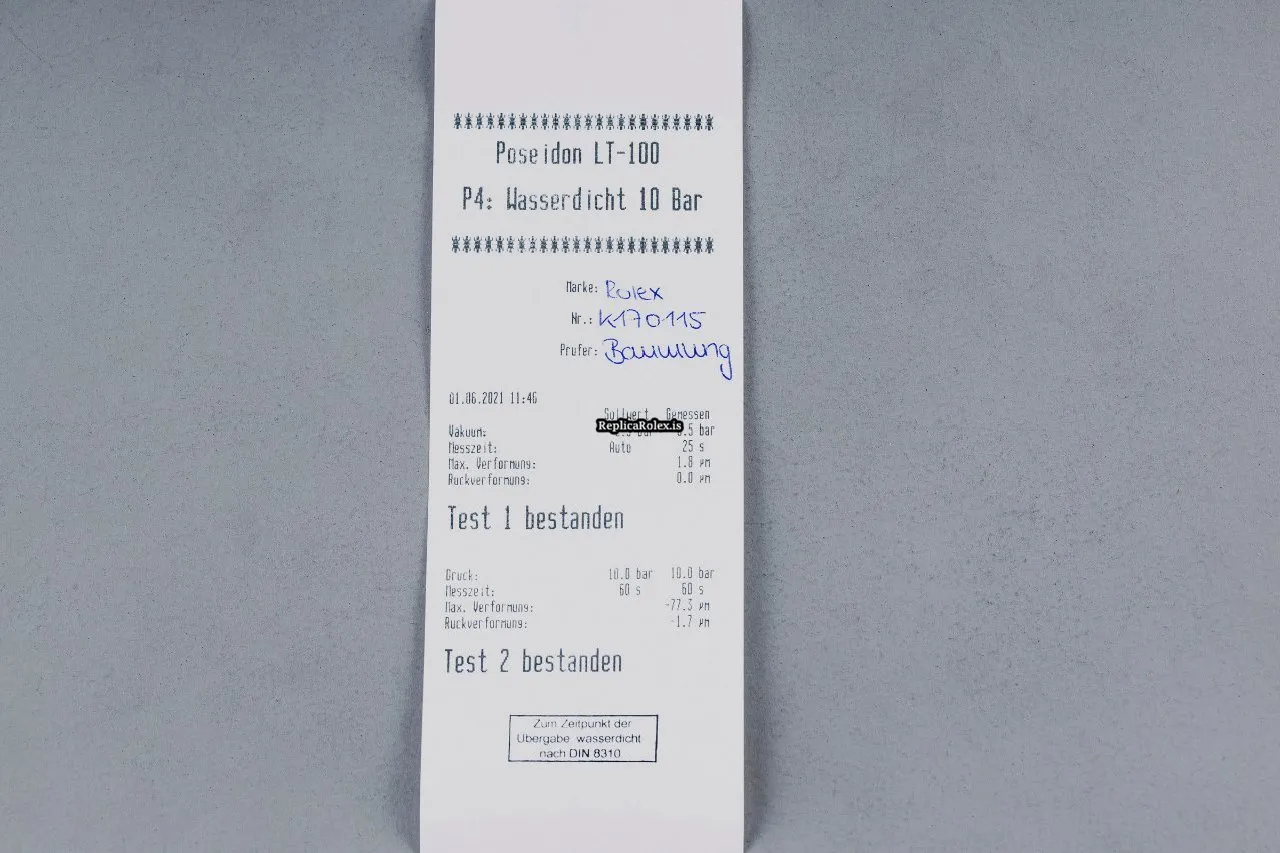 ************************
Poseidon LT-100
P4: Wasserdicht 10 Bar
************************
Marke: Rolex
Nr.: K170115
Prufer:
01.06.2021 11:46
Sollwert Gemessen
ReplicaRolex.is
Vakuum: bar
Messzeit: Auto 25 s
Max. Verformung: 1.8 µm
Ruckverformung: 0.0 µm
Test 1 bestanden
Druck: 10.0 bar 10.0 bar
Messzeit: 60 s 60 s
Max. Verformung: -77.3 µm
Ruckverformung: -1.7 µm
Test 2 bestanden
Zum Zeitpunkt der
Übergabe wasserdicht
nach DIN 8310